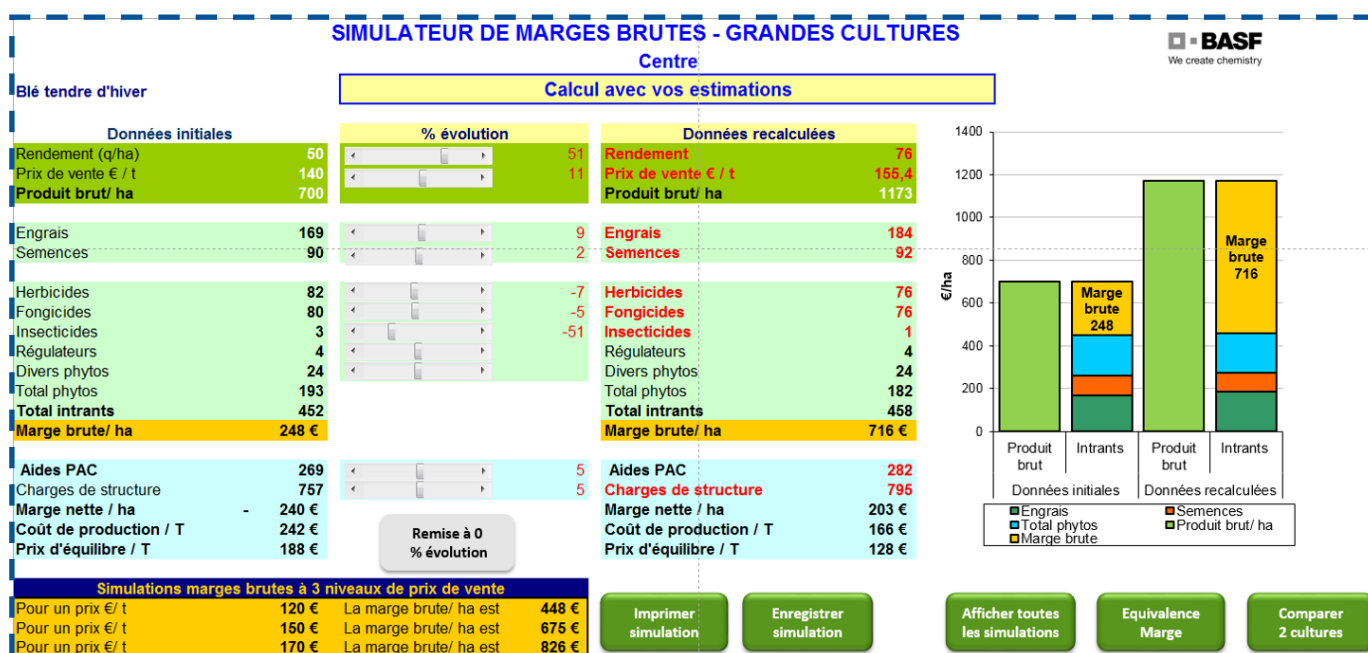 SIMULATEUR DE MARGES BRUTES - GRANDES CULTURES
BASF
We create chemistry
Centre
Blé tendre d'hiver
Calcul avec vos estimations
Données initiales % évolution Données recalculées
Rendement (q/ha) 50 51 Rendement 76
Prix de vente € / t 140 11 Prix de vente € / t 155,4
Produit brut/ ha 700 Produit brut/ ha 1173
Engrais 169 9 Engrais 184
Semences 90 2 Semences 92
Herbicides 82 -7 Herbicides 76
Fongicides 80 -5 Fongicides 76
Insecticides 3 -51 Insecticides 1
Régulateurs 4 Régulateurs 4
Divers phytos 24 Divers phytos 24
Total phytos 193 Total phytos 182
Total intrants 452 Total intrants 458
Marge brute/ ha 248 € Marge brute/ ha 716 €
Aides PAC 269 5 Aides PAC 282
Charges de structure 757 5 Charges de structure 795
Marge nette / ha - 240 € Marge nette / ha 203 €
Coût de production / T 242 € Coût de production / T 166 €
Prix d'équilibre / T 188 € Prix d'équilibre / T 128 €
Remise à 0
% évolution
1400
1200
1000
800
600
400
200
0
€/ha
Marge
brute
248
Marge
brute
716
Produit
brut
Intrants
Produit
brut
Intrants
Données initiales Données recalculées
Engrais Semences
Total phytos Produit brut/ ha
Marge brute
Simulations marges brutes à 3 niveaux de prix de vente
Pour un prix €/ t 120 € La marge brute/ ha est 448 €
Pour un prix €/ t 150 € La marge brute/ ha est 675 €
Pour un prix €/ t 170 € La marge brute/ ha est 826 €
Imprimer
simulation
Enregistrer
simulation
Afficher toutes
les simulations
Equivalence
Marge
Comparer
2 cultures